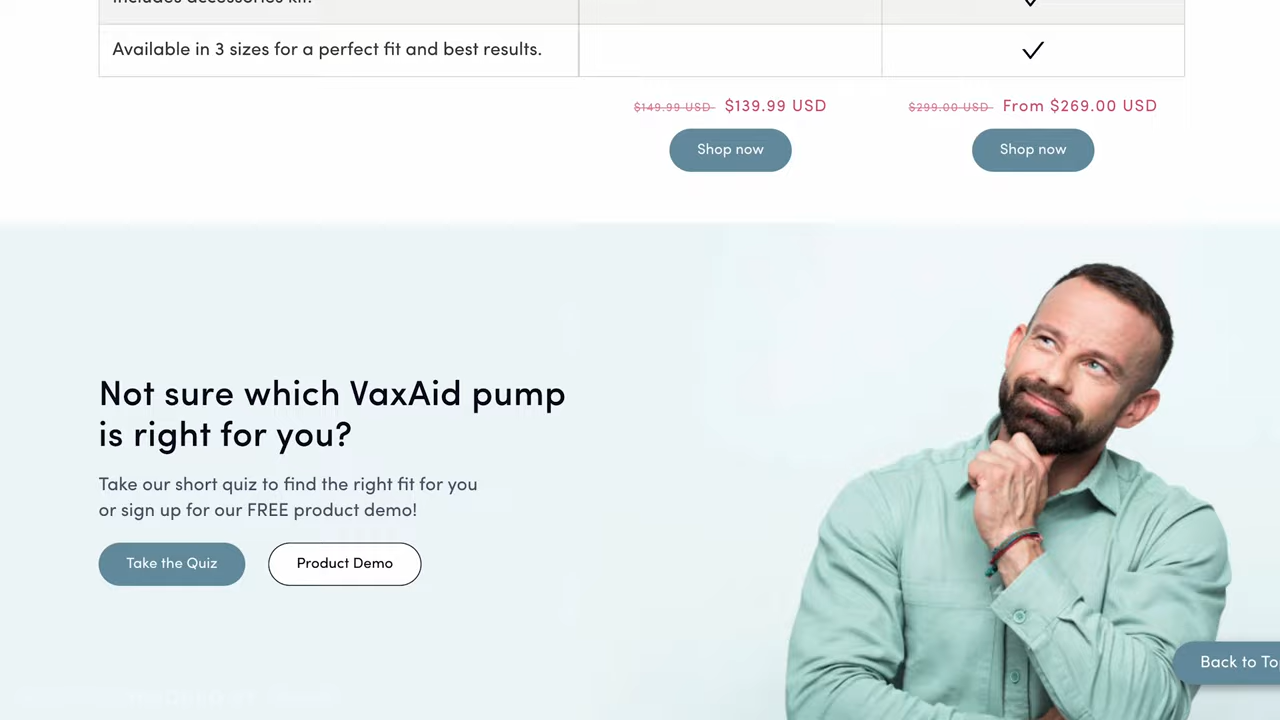 Includes accessories kit.
Available in 3 sizes for a perfect fit and best results.
$149.99 USD $139.99 USD
$299.00 USD From $269.00 USD
Shop now
Shop now
Not sure which VaxAid pump
is right for you?
Take our short quiz to find the right fit for you
or sign up for our FREE product demo!
Take the Quiz
Product Demo
Back to To